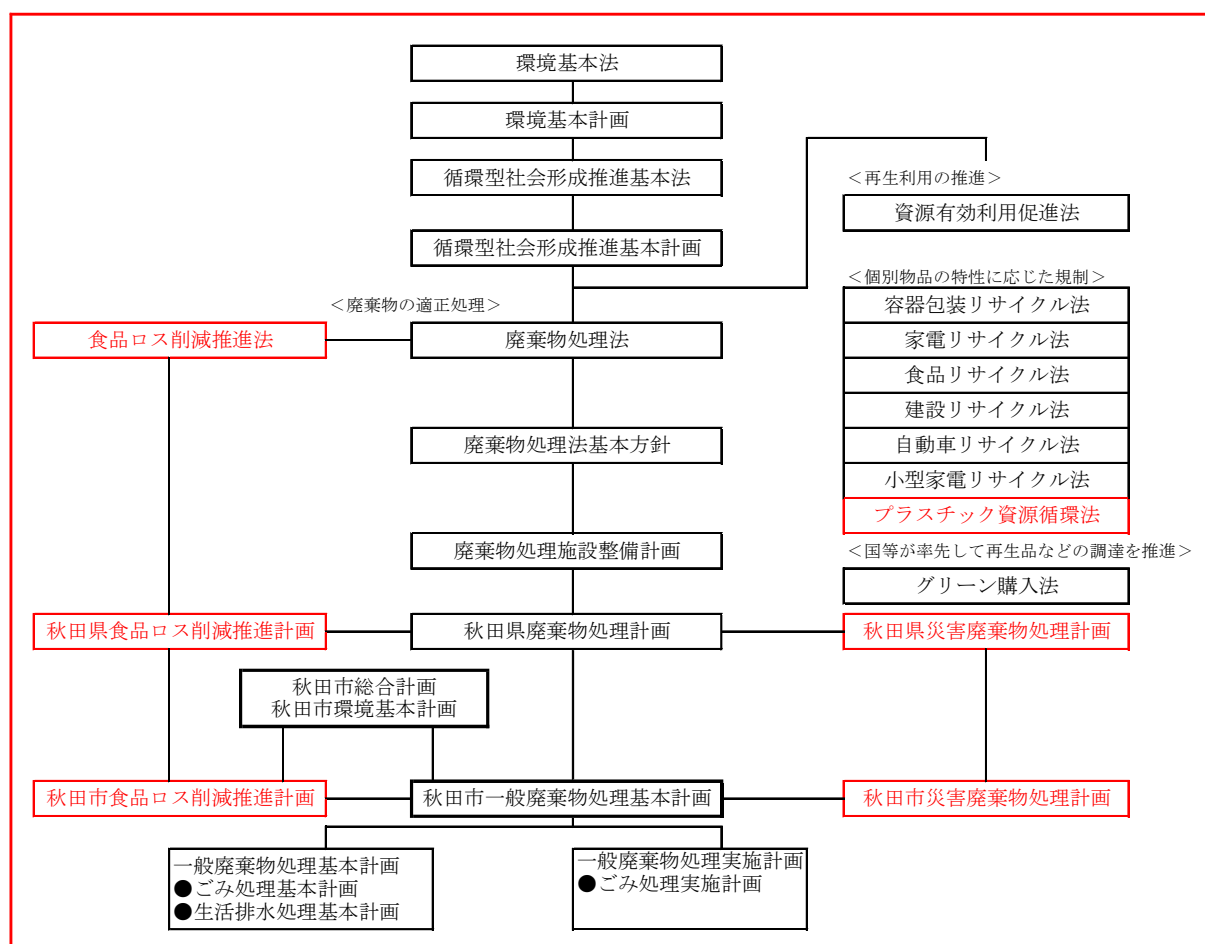 環境基本法
環境基本計画
循環型社会形成推進基本法
循環型社会形成推進基本計画
＜再生利用の推進＞
資源有効利用促進法
＜個別物品の特性に応じた規制＞
容器包装リサイクル法
家電リサイクル法
食品リサイクル法
建設リサイクル法
自動車リサイクル法
小型家電リサイクル法
プラスチック資源循環法
＜国等が率先して再生品などの調達を推進＞
グリーン購入法
＜廃棄物の適正処理＞
食品ロス削減推進法
廃棄物処理法
廃棄物処理法基本方針
廃棄物処理施設整備計画
秋田県食品ロス削減推進計画
秋田県廃棄物処理計画
秋田県災害廃棄物処理計画
秋田市総合計画
秋田市環境基本計画
秋田市食品ロス削減推進計画
秋田市一般廃棄物処理基本計画
秋田市災害廃棄物処理計画
一般廃棄物処理基本計画
●ごみ処理基本計画
●生活排水処理基本計画
一般廃棄物処理実施計画
●ごみ処理実施計画